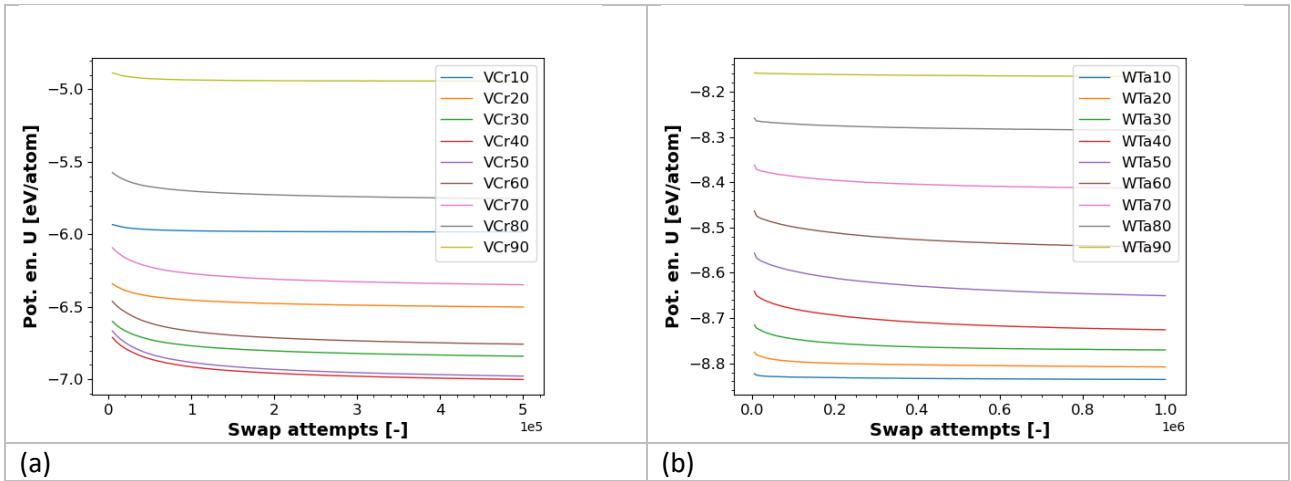 Pot. en. U [eV/atom]
−5.0
−5.5
−6.0
−6.5
−7.0
VCr10
VCr20
VCr30
VCr40
VCr50
VCr60
VCr70
VCr80
VCr90
0 1 2 3 4 5
1e5
Swap attempts [-]
(a)
Pot. en. U [eV/atom]
−8.2
−8.3
−8.4
−8.5
−8.6
−8.7
−8.8
WTa10
WTa20
WTa30
WTa40
WTa50
WTa60
WTa70
WTa80
WTa90
0.0 0.2 0.4 0.6 0.8 1.0
1e6
Swap attempts [-]
(b)